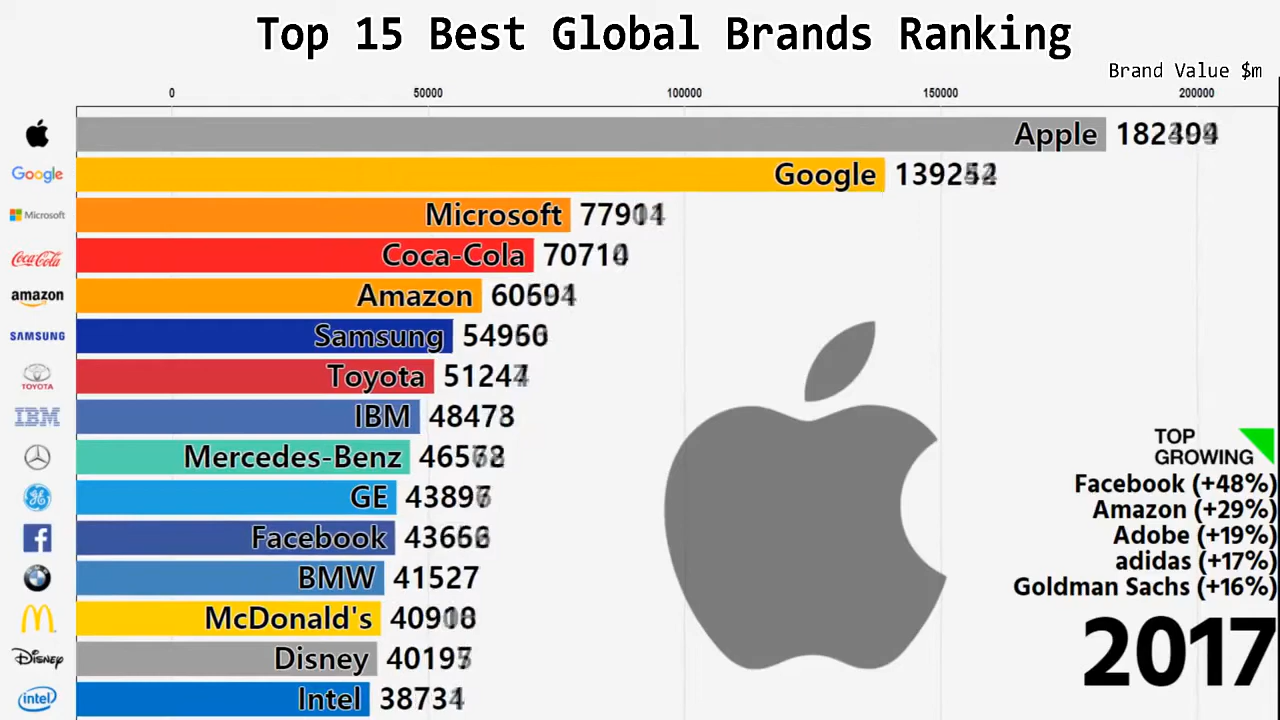 Top 15 Best Global Brands Ranking
Brand Value $m
0 50000 100000 150000 200000
Apple
Google Google
Microsoft Microsoft
Coca-Cola Coca-Cola
amazon Amazon
SAMSUNG Samsung
TOYOTA Toyota
IBM IBM
Mercedes-Benz
GE GE
f Facebook
BMW BMW 41527
M McDonald's
Disney Disney
intel Intel
TOP
GROWING
Facebook (+48%)
Amazon (+29%)
Adobe (+19%)
adidas (+17%)
Goldman Sachs (+16%)
2017